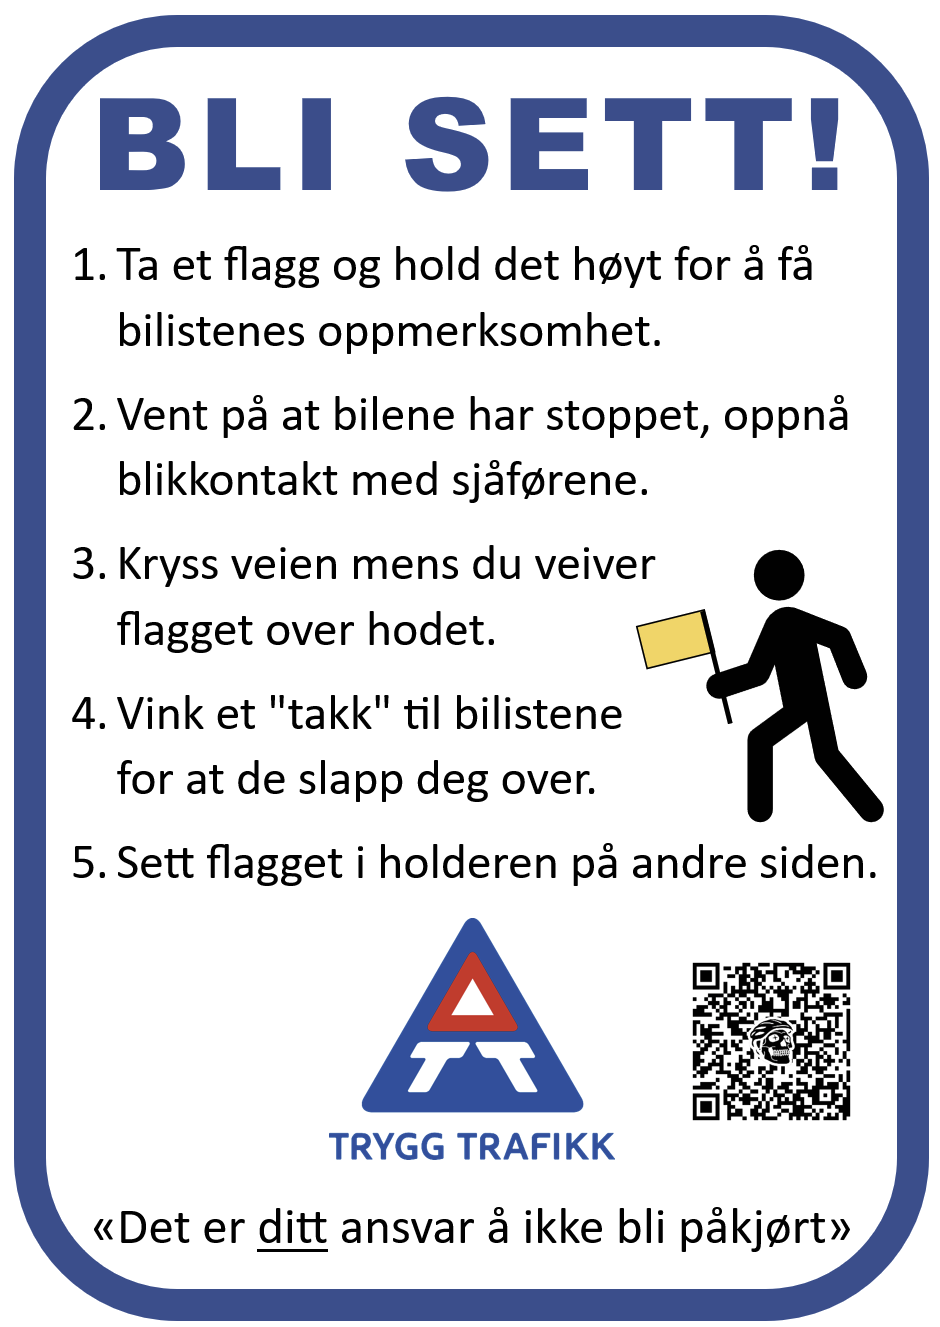 BLI SETT!
1. Ta et flagg og hold det høyt for å få
bilistenes oppmerksomhet.
2. Vent på at bilene har stoppet, oppnå
blikkontakt med sjåførene.
3. Kryss veien mens du veiver
flagget over hodet.
4. Vink et "takk" til bilistene
for at de slapp deg over.
5. Sett flagget i holderen på andre siden.
TT
TRYGG TRAFIKK
«Det er ditt ansvar å ikke bli påkjørt»